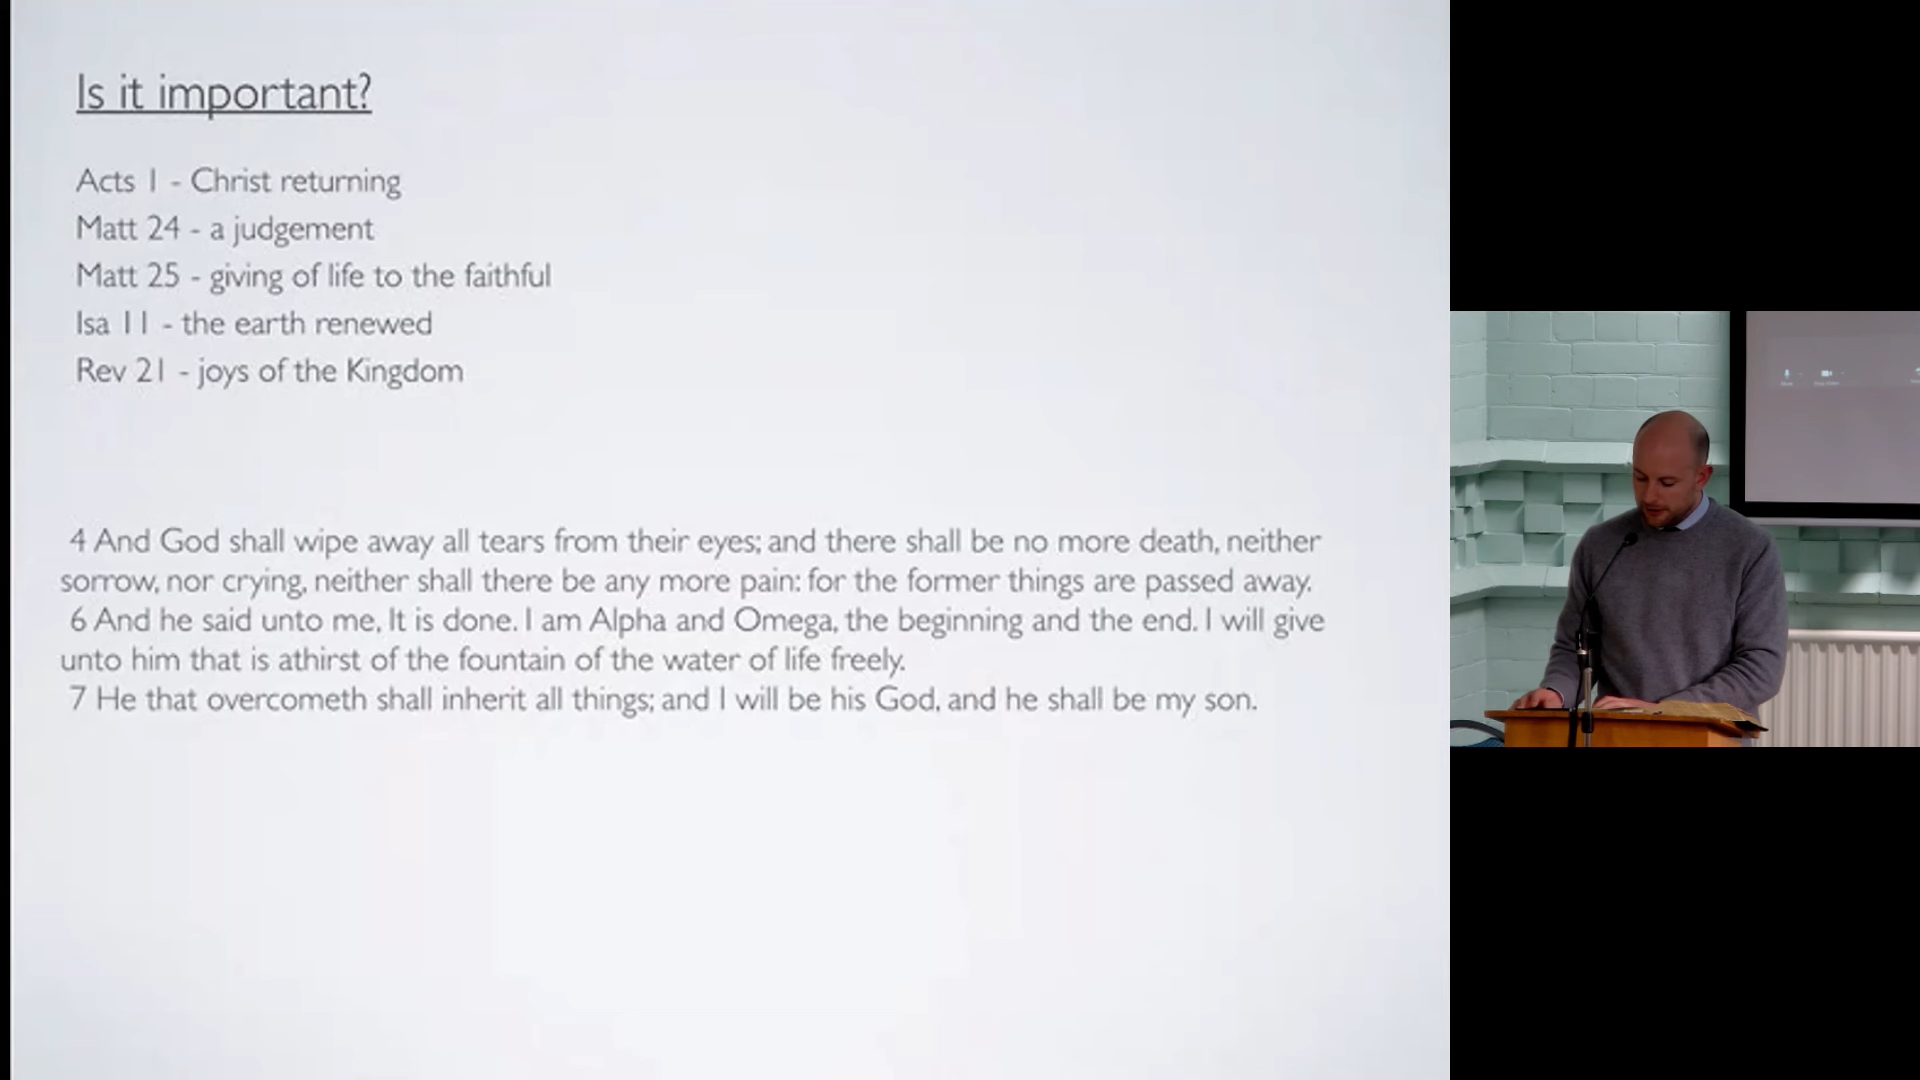 Is it important?
Acts 1 - Christ returning
Matt 24 - a judgement
Matt 25 - giving of life to the faithful
Isa 11 - the earth renewed
Rev 21 - joys of the Kingdom
4 And God shall wipe away all tears from their eyes; and there shall be no more death, neither
sorrow, nor crying, neither shall there be any more pain: for the former things are passed away.
6 And he said unto me, It is done. I am Alpha and Omega, the beginning and the end. I will give
unto him that is athirst of the fountain of the water of life freely.
7 He that overcometh shall inherit all things; and I will be his God, and he shall be my son.